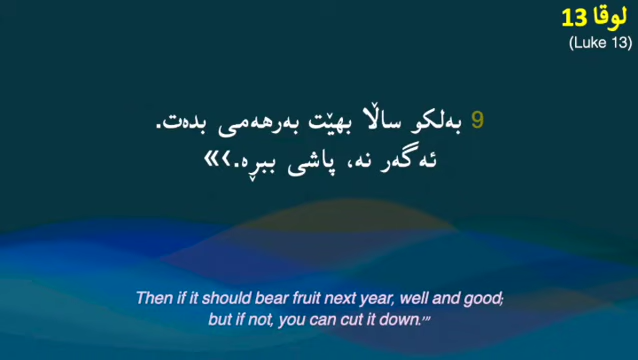 لوقا 13
(Luke 13)
9 بەلکو ساڵا بهێت بەرهەمی بدەت.
ئەگەر نە، پاشی ببڕە.›»
Then if it should bear fruit next year, well and good;
but if not, you can cut it down.’”